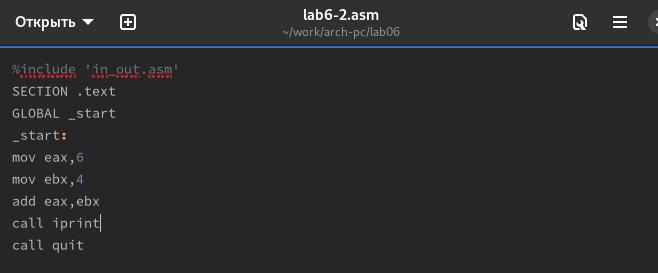 Открыть
lab6-2.asm
~/work/arch-pc/lab06
%include 'in_out.asm'
SECTION .text
GLOBAL _start
_start:
mov eax,6
mov ebx,4
add eax,ebx
call iprint
call quit